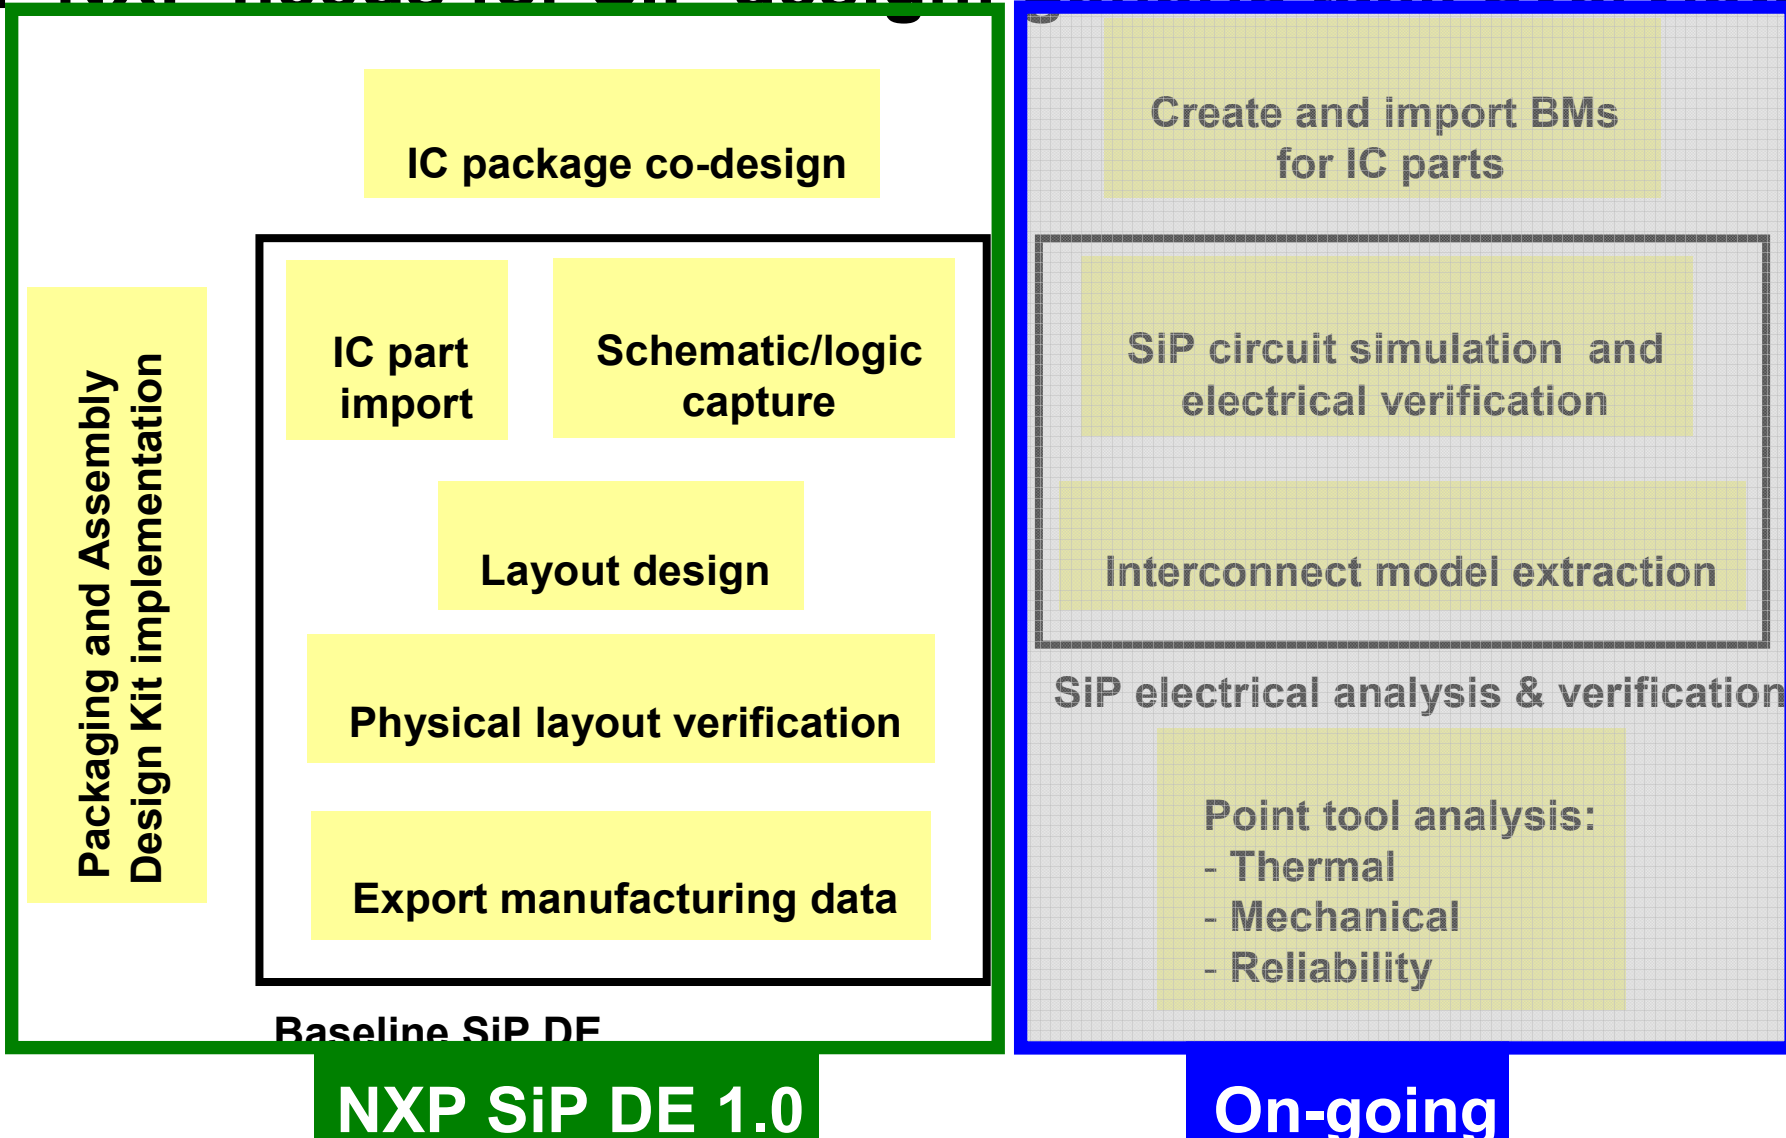 IC package co-design
IC part
import
Schematic/logic
capture
Layout design
Physical layout verification
Export manufacturing data
Packaging and Assembly
Design Kit implementation
Baseline SiP DE
NXP SiP DE 1.0
Create and import BMs
for IC parts
SiP circuit simulation and
electrical verification
Interconnect model extraction
SiP electrical analysis & verification
Point tool analysis:
- Thermal
- Mechanical
- Reliability
On-going